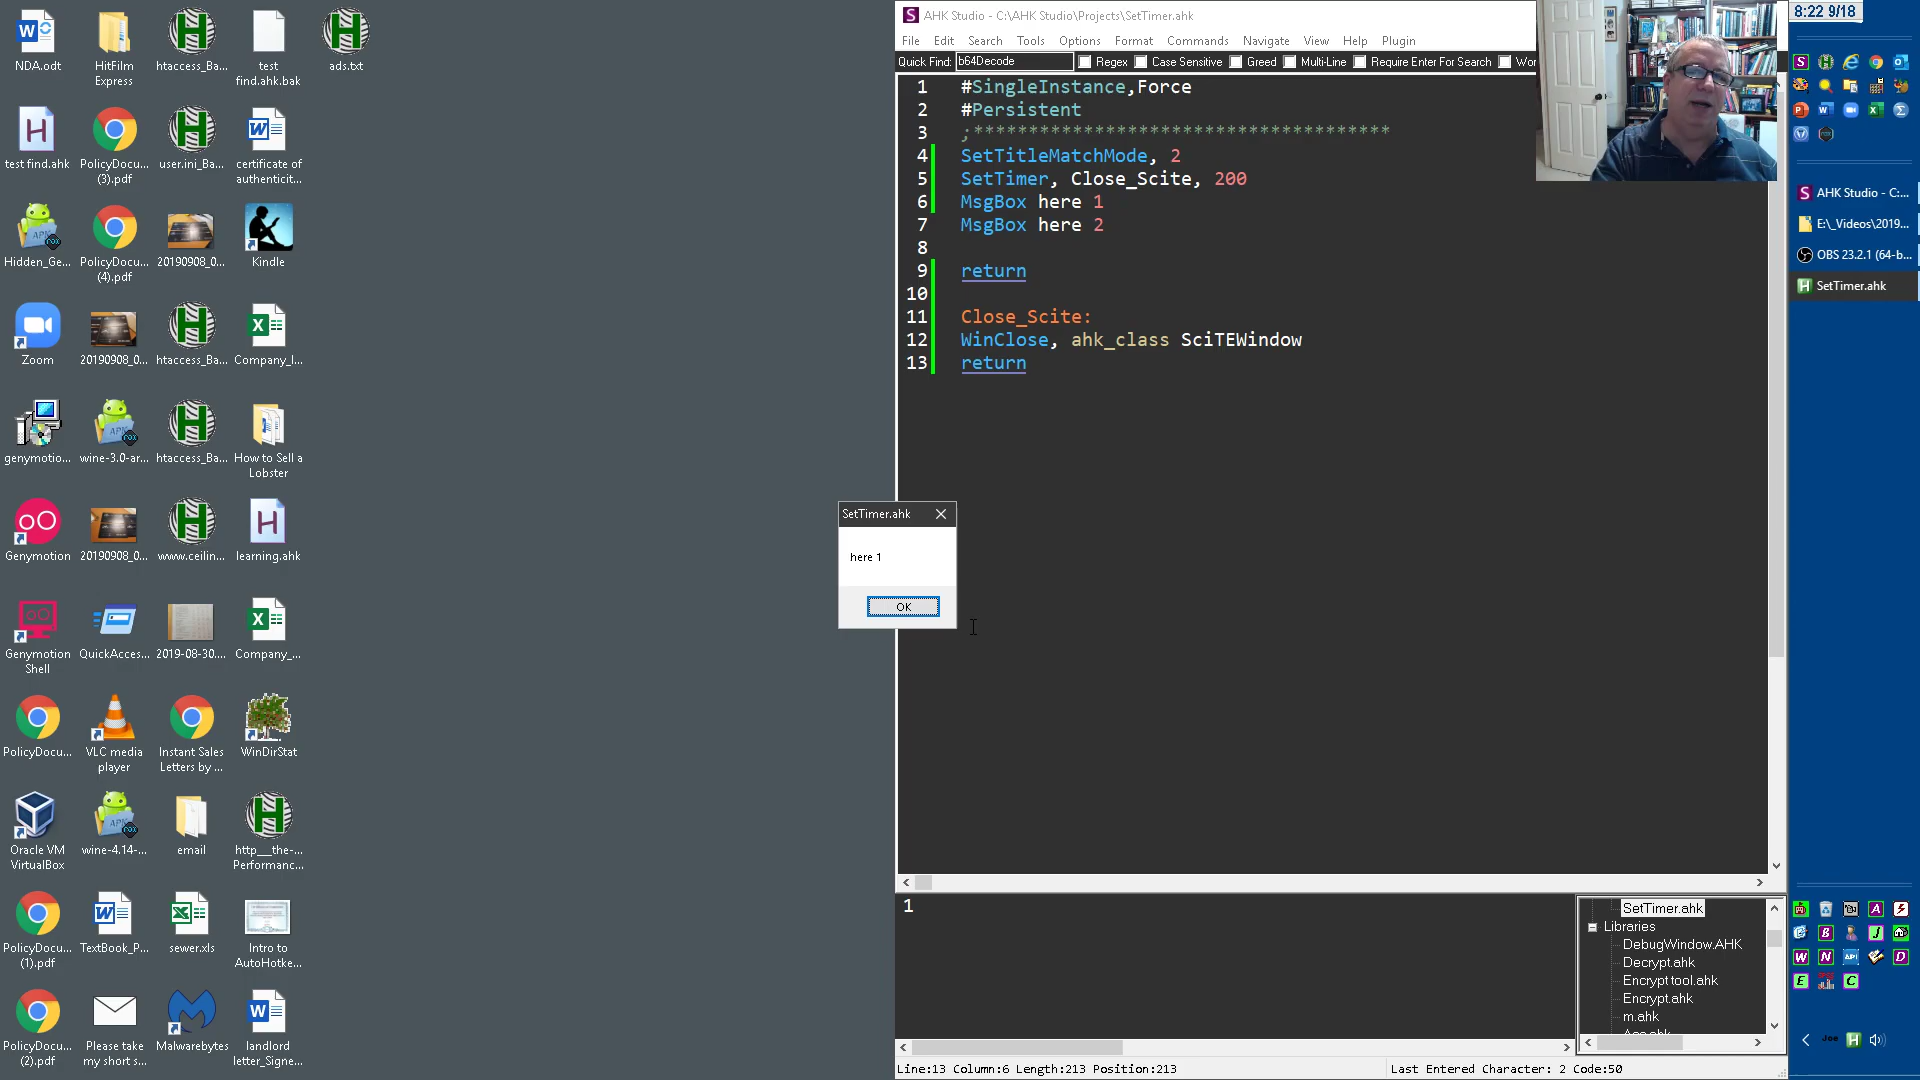 NDA.odt
HitFilm Express
htaccess_Ba...
test find.ahk.bak
ads.txt
test find.ahk
PolicyDocu... (3).pdf
user.ini_Ba...
certificate of authenticit...
Hidden_Ge...
PolicyDocu... (4).pdf
20190908_0...
Kindle
Zoom
20190908_0...
htaccess_Ba...
Company_I...
genymotio...
wine-3.0-ar...
htaccess_Ba...
How to Sell a Lobster
Genymotion
20190908_0...
www.ceilin...
learning.ahk
Genymotion Shell
QuickAcces...
2019-08-30....
Company_...
PolicyDocu...
VLC media player
Instant Sales Letters by ...
WinDirStat
Oracle VM VirtualBox
wine-4.14-...
email
http___the-... Performanc...
PolicyDocu... (1).pdf
TextBook_P...
sewer.xls
Intro to AutoHotke...
PolicyDocu... (2).pdf
Please take my short s...
Malwarebytes
landlord letter_Signe...
AHK Studio - C:\AHK Studio\Projects\SetTimer.ahk
File Edit Search Tools Options Format Commands Navigate View Help Plugin
Quick Find: b64Decode Regex Case Sensitive Greed Multi-Line Require Enter For Search Wor
1 #SingleInstance,Force
2 #Persistent
3 ;**************************************
4 SetTitleMatchMode, 2
5 SetTimer, Close_Scite, 200
6 MsgBox here 1
7 MsgBox here 2
8
9 return
10
11 Close_Scite:
12 WinClose, ahk_class SciTEWindow
13 return
SetTimer.ahk
here 1
OK
1
SetTimer.ahk
Libraries
DebugWindow.AHK
Decrypt.ahk
Encrypt tool.ahk
Encrypt.ahk
m.ahk
Line:13 Column:6 Length:213 Position:213
Last Entered Character: 2 Code:50
8:22 9/18
AHK Studio - C:...
E:\_Videos\2019...
OBS 23.2.1 (64-b...
SetTimer.ahk
Joe